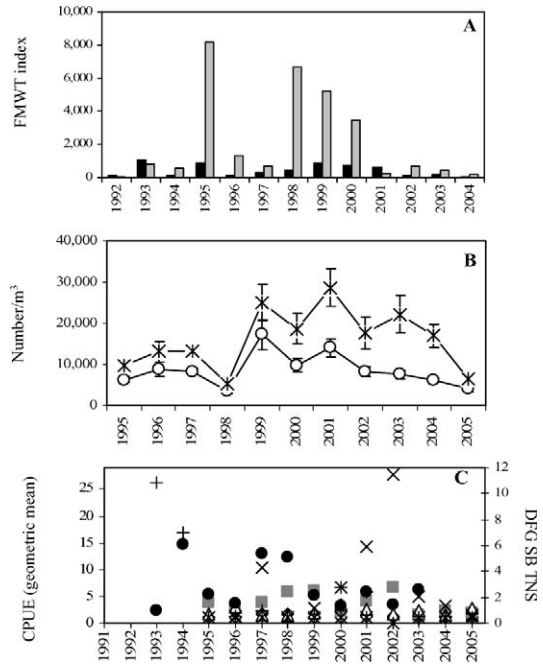 10,000
8,000
6,000
4,000
2,000
0
FMWT index
A
1992 1993 1994 1995 1996 1997 1998 1999 2000 2001 2002 2003 2004
40,000
30,000
20,000
10,000
0
Number/m³
B
1995 1996 1997 1998 1999 2000 2001 2002 2003 2004 2005
25
20
15
10
5
0
CPUE (geometric mean)
C
12
10
8
6
4
2
0
DFG SB TNS
1991 1992 1993 1994 1995 1996 1997 1998 1999 2000 2001 2002 2003 2004 2005